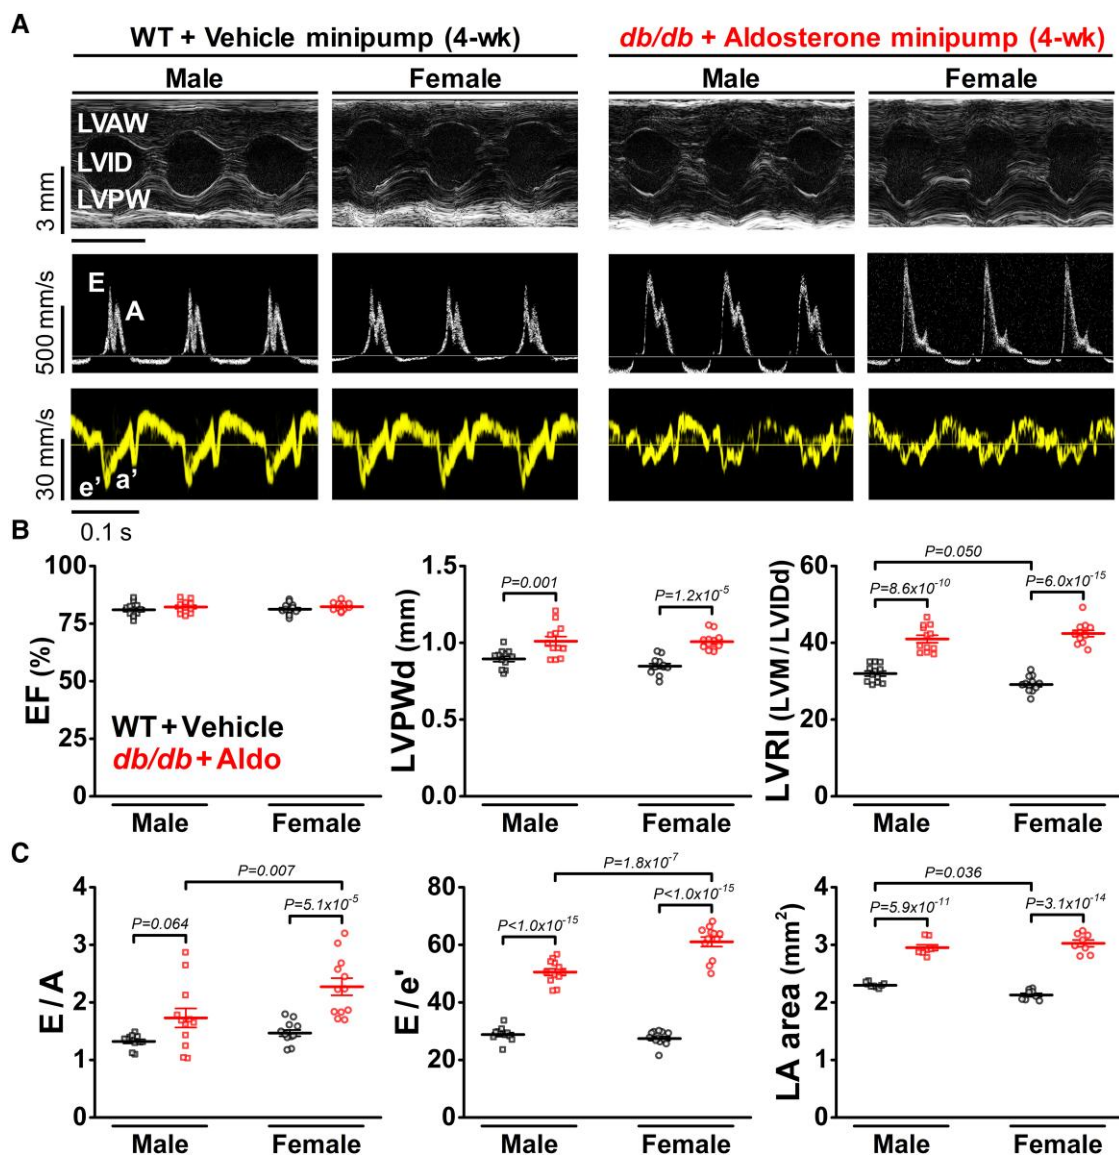 A
WT + Vehicle minipump (4-wk)
db/db + Aldosterone minipump (4-wk)
Male
Female
Male
Female
LVAW
LVID
LVPW
3 mm
E
A
500 mm/s
30 mm/s
e' a'
0.1 s
B
EF (%)
100
75
50
25
0
WT + Vehicle
db/db + Aldo
Male
Female
LVPWd (mm)
1.5
1.0
0.5
0.0
P=0.001
P=1.2x10⁻⁵
Male
Female
LVRI (LVM / LVIDd)
60
40
20
0
P=0.050
P=8.6x10⁻¹⁰
P=6.0x10⁻¹⁵
Male
Female
C
E / A
4
3
2
1
0
P=0.007
P=0.064
P=5.1x10⁻⁵
Male
Female
E / e'
80
60
40
20
0
P=1.8x10⁻⁷
P<1.0x10⁻¹⁵
P<1.0x10⁻¹⁵
Male
Female
LA area (mm²)
4
3
2
1
0
P=0.036
P=5.9x10⁻¹¹
P=3.1x10⁻¹⁴
Male
Female